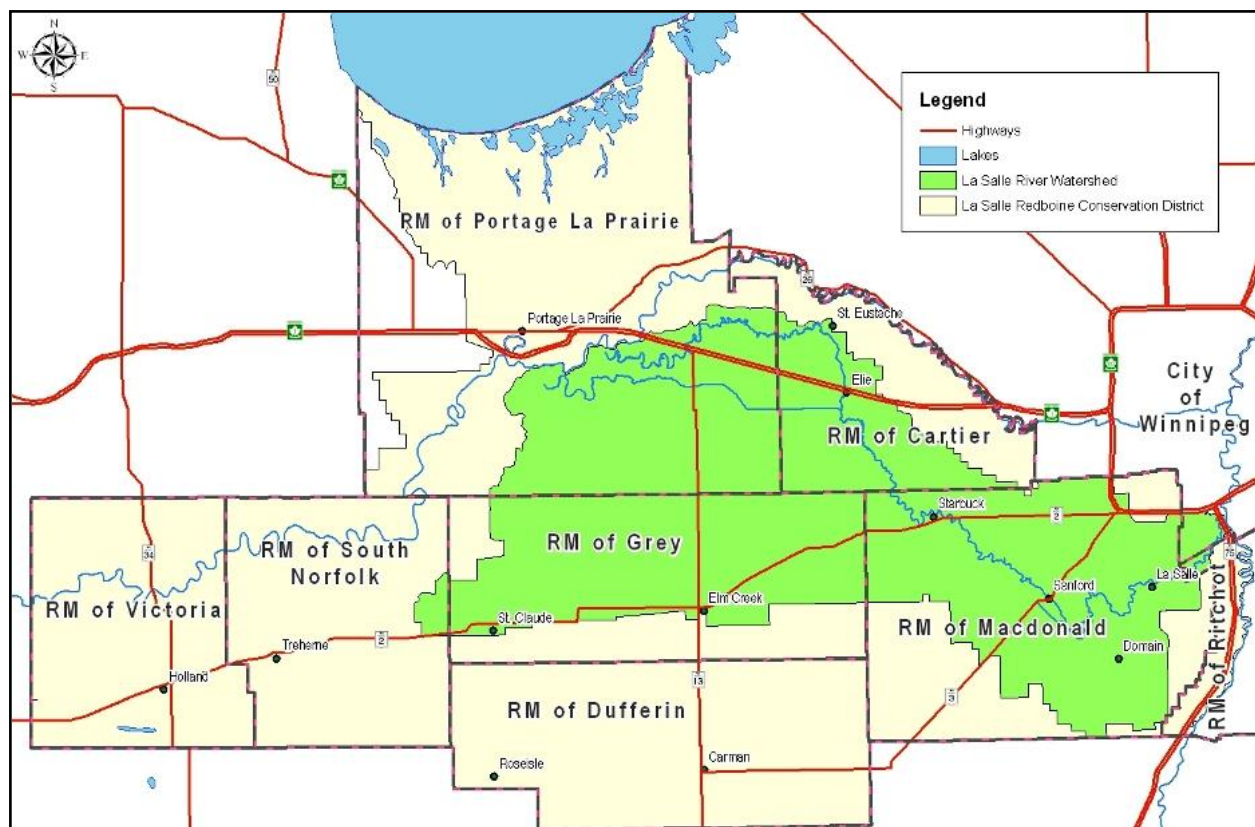 N
W
E
S
50
Legend
Highways
Lakes
La Salle River Watershed
La Salle Redboine Conservation District
RM of Portage La Prairie
26
Portage La Prairie
St. Eustache
1
1
City
of
Winnipeg
Elie
RM of Cartier
Starbuck
2
RM of South
Norfolk
RM of Grey
34
75
La Salle
Sanford
RM of Victoria
Elm Creek
St. Claude
RM of Macdonald
RM of Ritchot
2
Treherne
Domain
Holland
13
3
RM of Dufferin
Carman
Roseisle